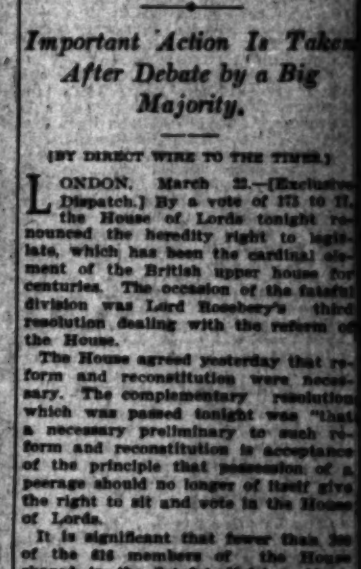 Important Action Is Taken
After Debate by a Big
Majority.
[BY DIRECT WIRE TO THE TIMES.]
LONDON, March 22.—[Exclusive
Dispatch.] By a vote of 175 to 17,
the House of Lords tonight re-
nounced the heredity right to legis-
late, which has been the cardinal ele-
ment of the British upper house for
centuries. The occasion of the fateful
division was Lord Rosebery's third
resolution dealing with the reform of
the House.
The House agreed yesterday that re-
form and reconstitution were neces-
sary. The complementary resolution
which was passed tonight was "that
a necessary preliminary to such re-
form and reconstitution is acceptance
of the principle that possession of a
peerage should no longer of itself give
the right to sit and vote in the House
of Lords.
It is significant that fewer than
of the 616 members of the House